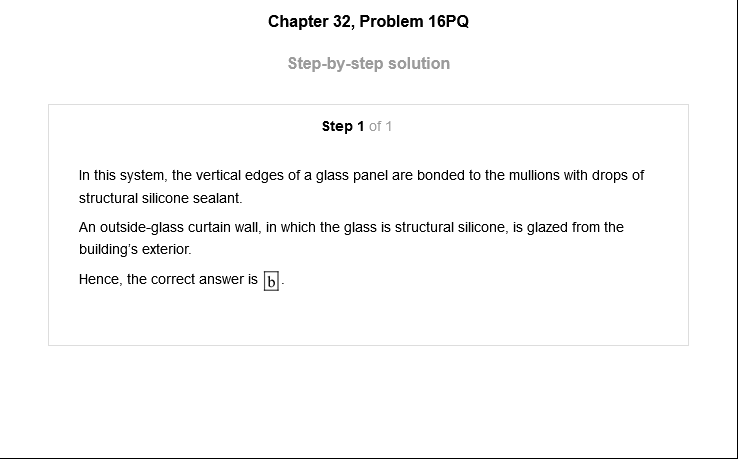 Chapter 32, Problem 16PQ
Step-by-step solution
Step 1 of 1
In this system, the vertical edges of a glass panel are bonded to the mullions with drops of
structural silicone sealant.
An outside-glass curtain wall, in which the glass is structural silicone, is glazed from the
building’s exterior.
Hence, the correct answer is b.